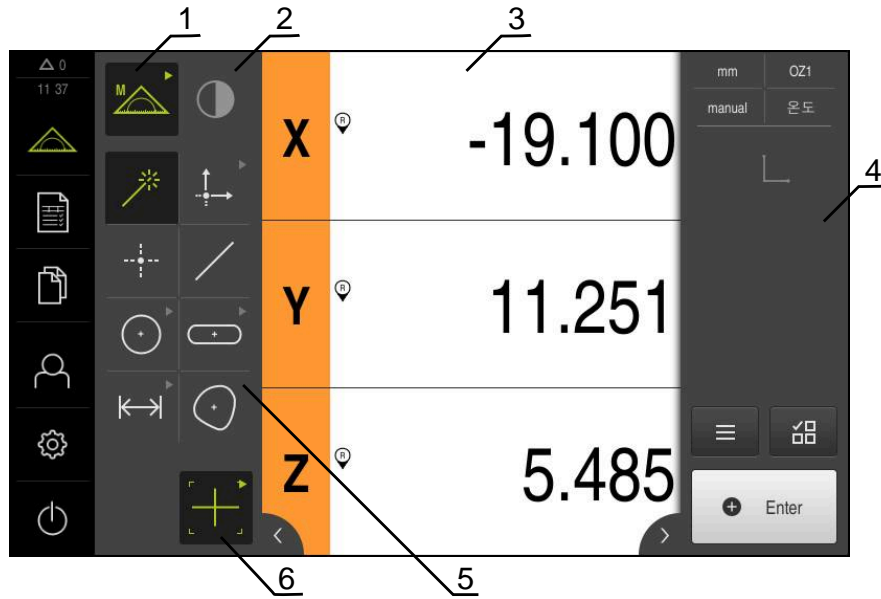 1 2 3
△ 0
11 37
M
mm OZ1
manual 온도
X R -19.100
4
Y R 11.251
Z R 5.485
Enter
6 5